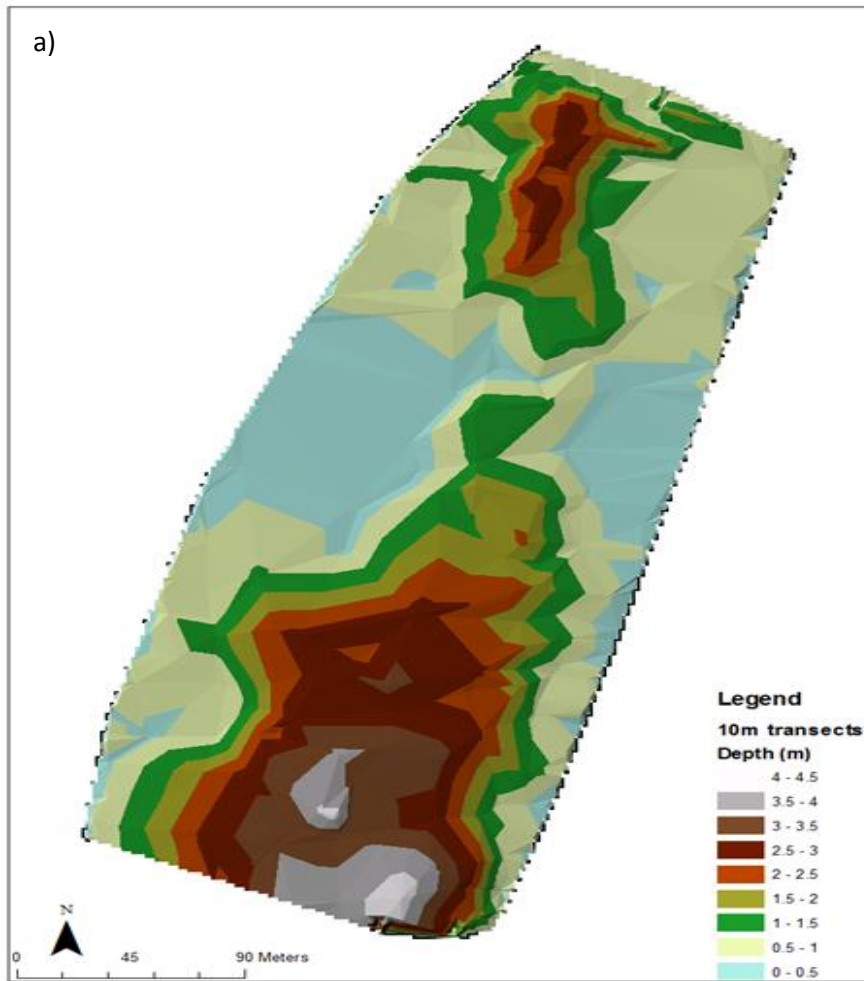 a)
Legend
10m transects
Depth (m)
4 - 4.5
3.5 - 4
3 - 3.5
2.5 - 3
2 - 2.5
1.5 - 2
1 - 1.5
0.5 - 1
0 - 0.5
N
0 45 90 Meters